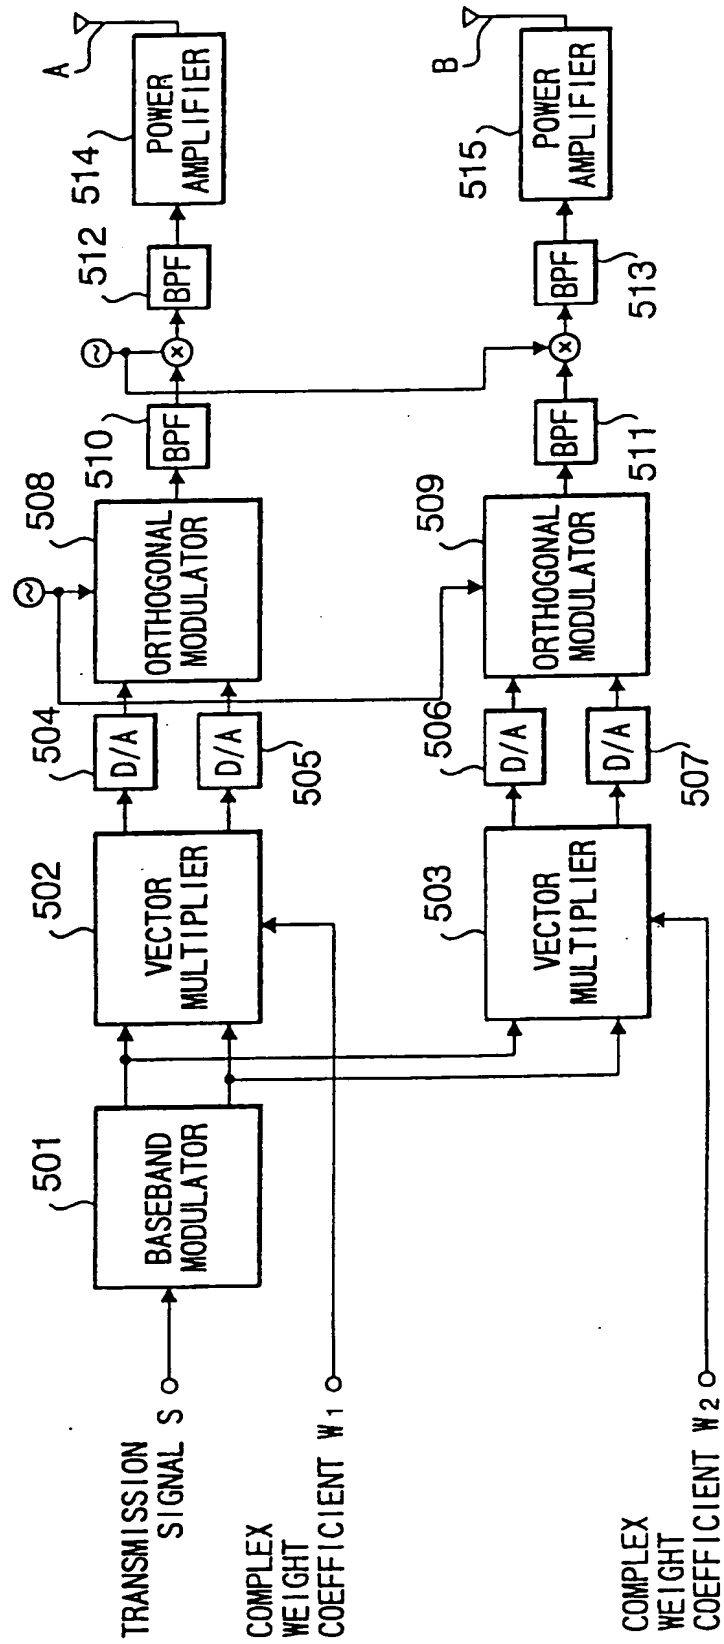 TRANSMISSION
SIGNAL S
501
BASEBAND
MODULATOR
502
VECTOR
MULTIPLIER
504
D/A
D/A
505
508
ORTHOGONAL
MODULATOR
510
BPF
512
BPF
514
POWER
AMPLIFIER
A
COMPLEX
WEIGHT
COEFFICIENT W1
503
VECTOR
MULTIPLIER
506
D/A
D/A
507
509
ORTHOGONAL
MODULATOR
BPF
511
BPF
513
515
POWER
AMPLIFIER
B
COMPLEX
WEIGHT
COEFFICIENT W2